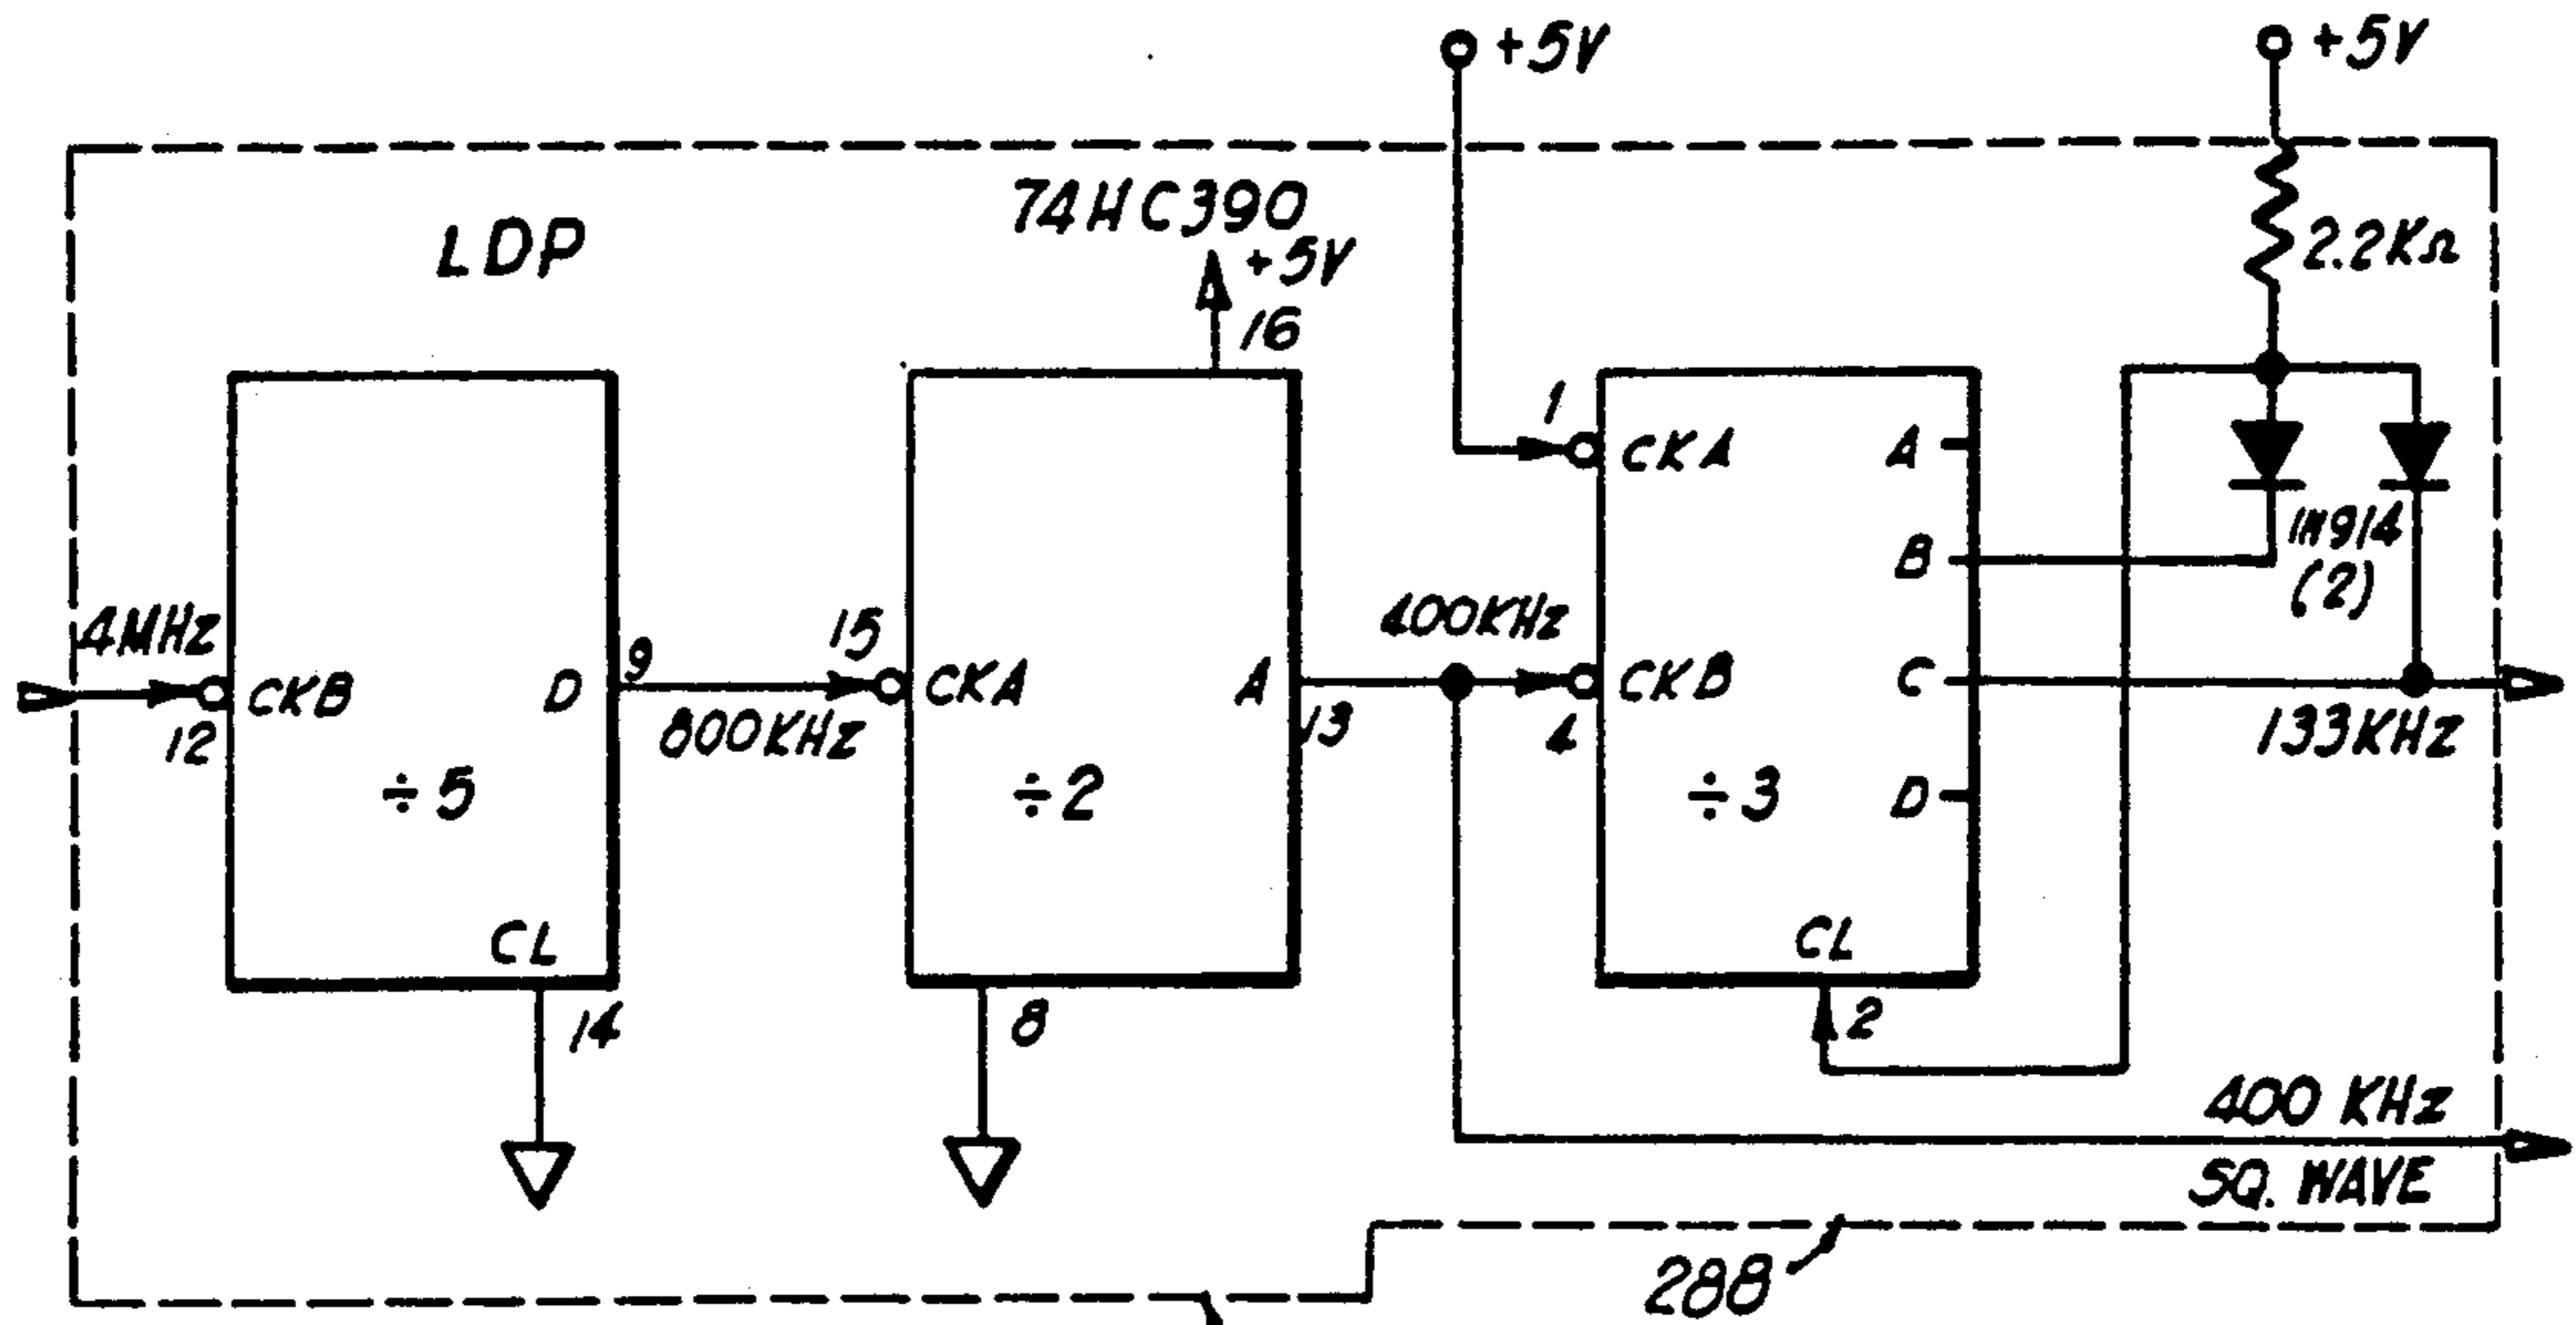 +5V
+5V
LDP
74HC390
+5V
16
2.2KΩ
1
CKA
A
1N914
(2)
B
4MHz
CKB
12
÷5
D
9
800KHz
CL
14
15
CKA
÷2
A
13
8
400KHz
CKB
4
÷3
C
133KHz
D
CL
2
400 KHz
SQ. WAVE
288